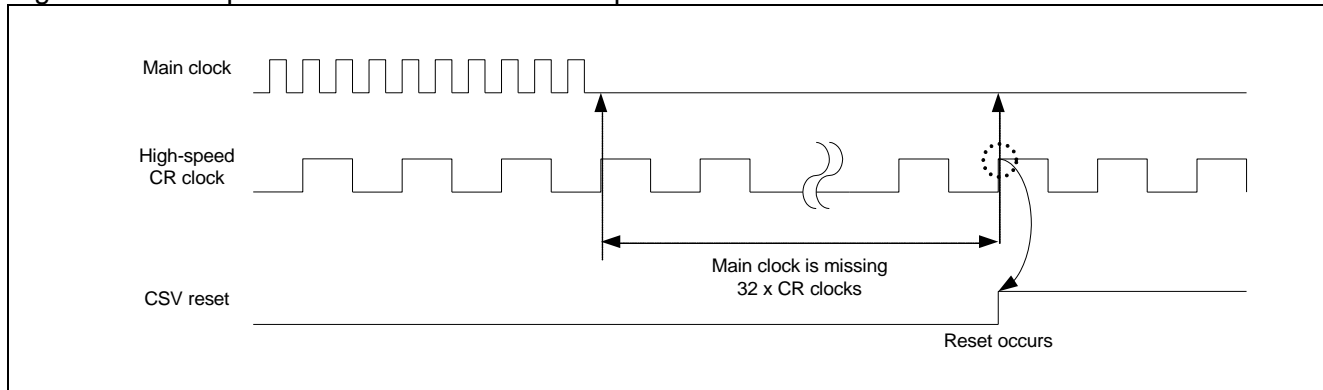 Main clock
High-speed
CR clock
Main clock is missing
32 x CR clocks
CSV reset
Reset occurs